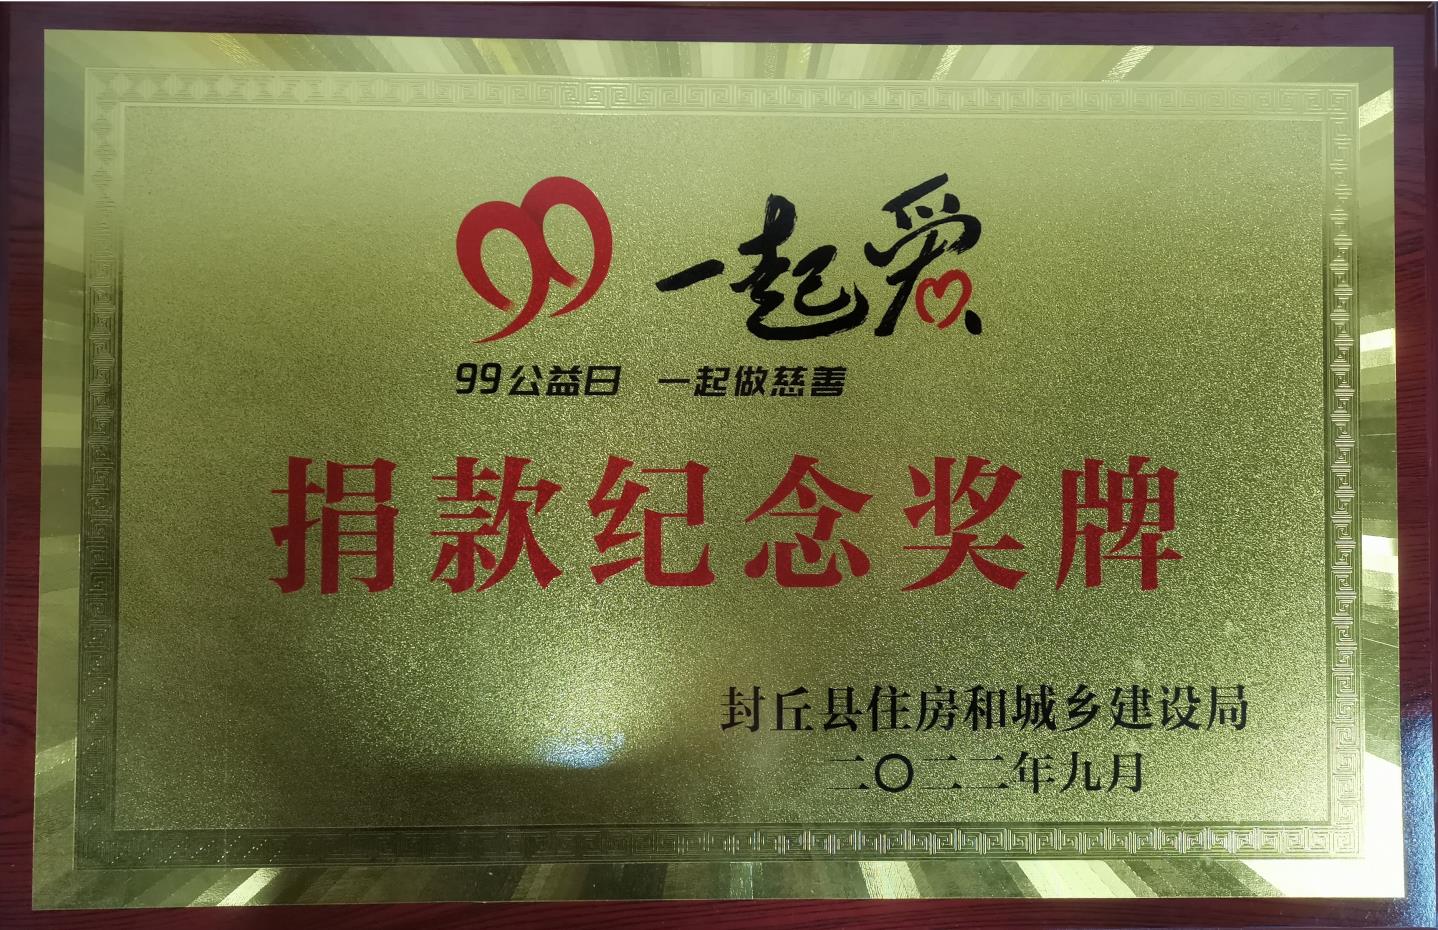 99 一起爱
99公益日 一起做慈善
捐款纪念奖牌
封丘县住房和城乡建设局
二〇二二年九月